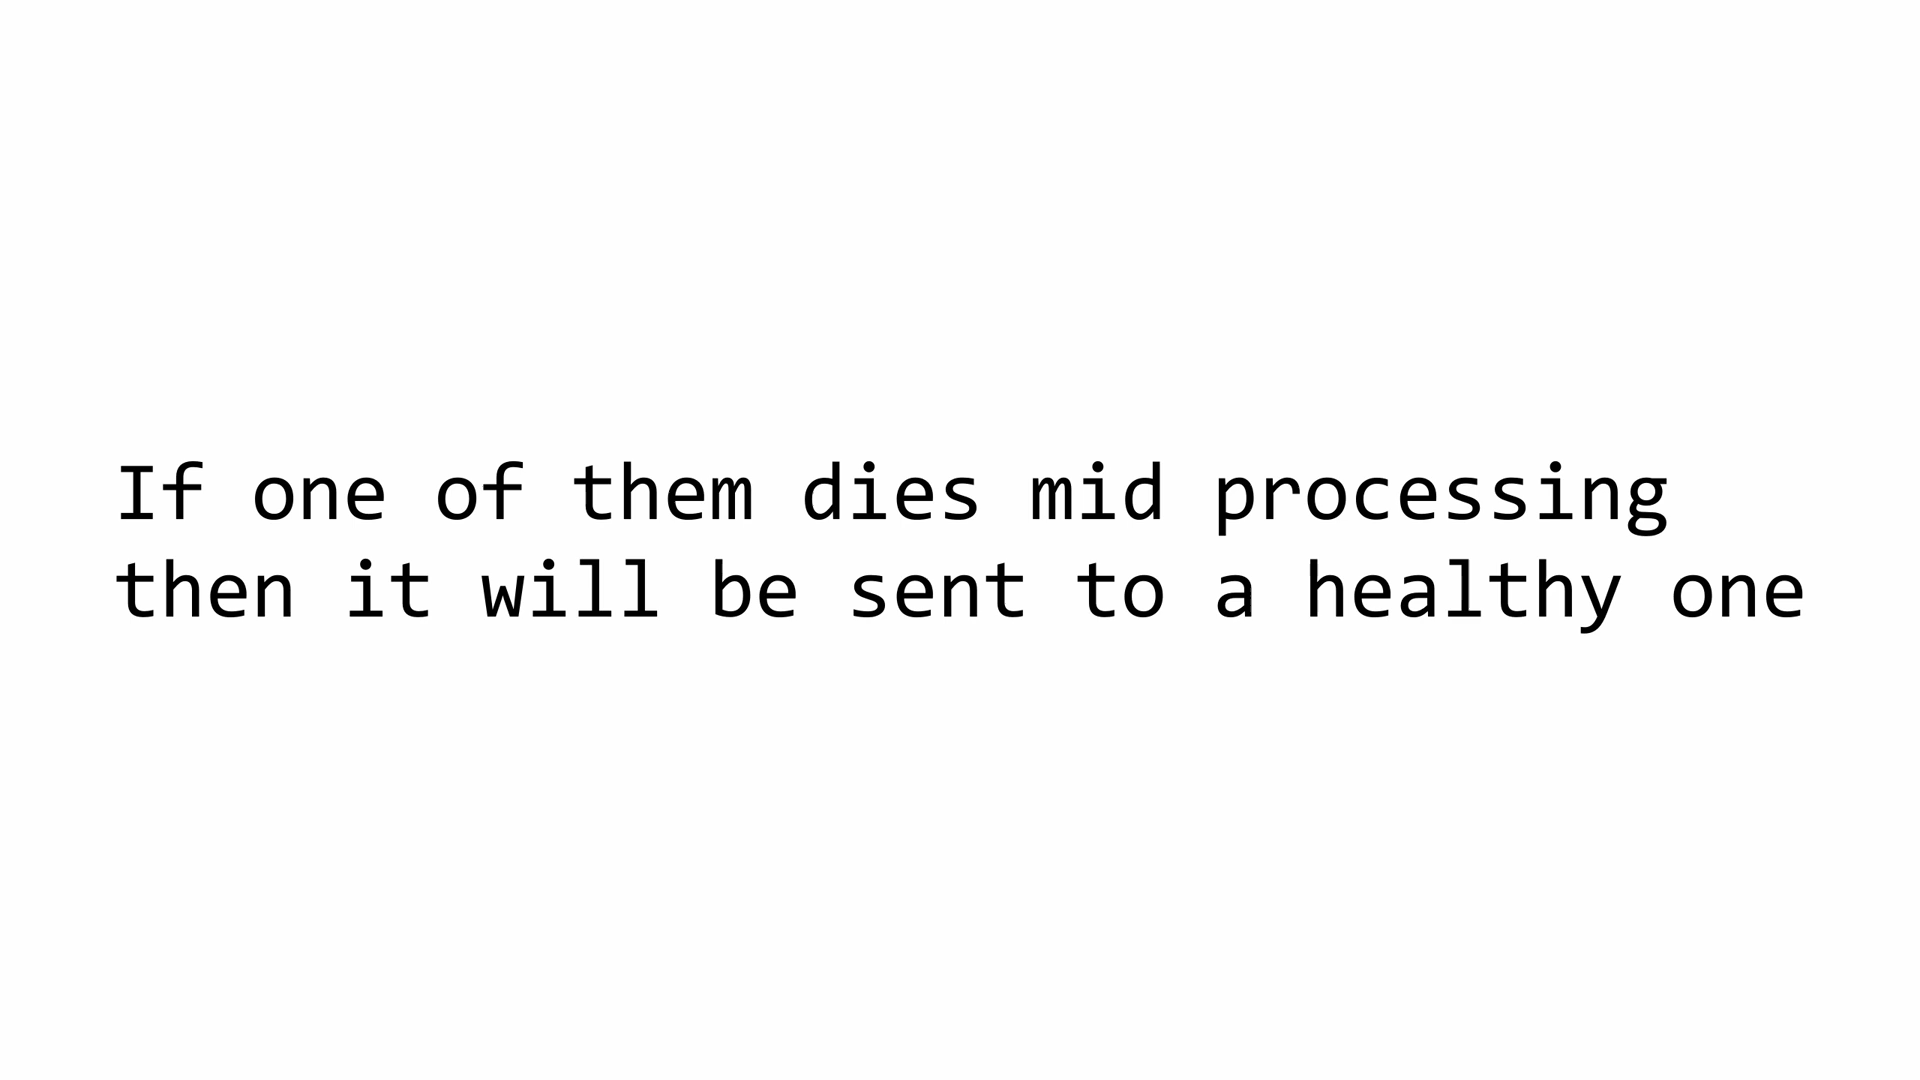 If one of them dies mid processing
then it will be sent to a healthy one